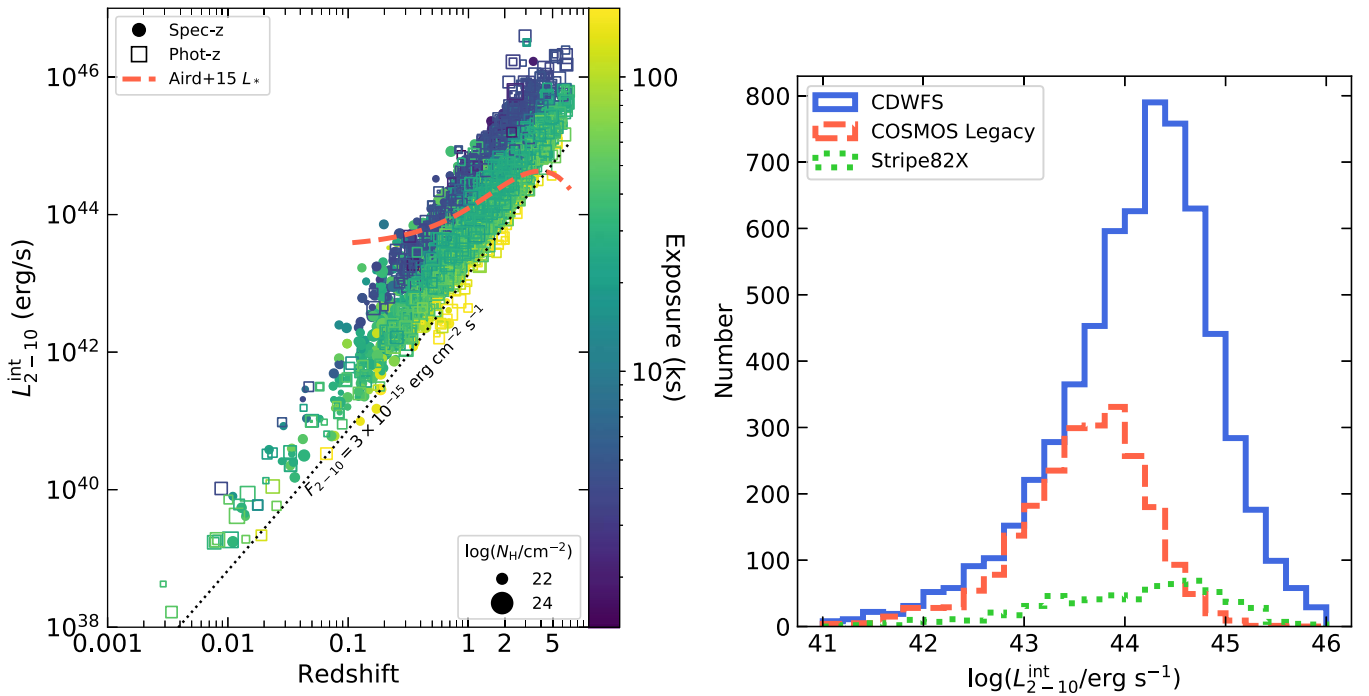 Spec-z
Phot-z
Aird+15 L*
10^46
10^44
10^42
10^40
10^38
L^int_2−10 (erg/s)
F_2−10 = 3 × 10^−15 erg cm^−2 s^−1
log(N_H/cm^−2)
22
24
0.001 0.01 0.1 1 2 5
Redshift
100
10
Exposure (ks)
CDWFS
COSMOS Legacy
Stripe82X
800
700
600
500
400
300
200
100
0
Number
41 42 43 44 45 46
log(L^int_2−10/erg s^−1)